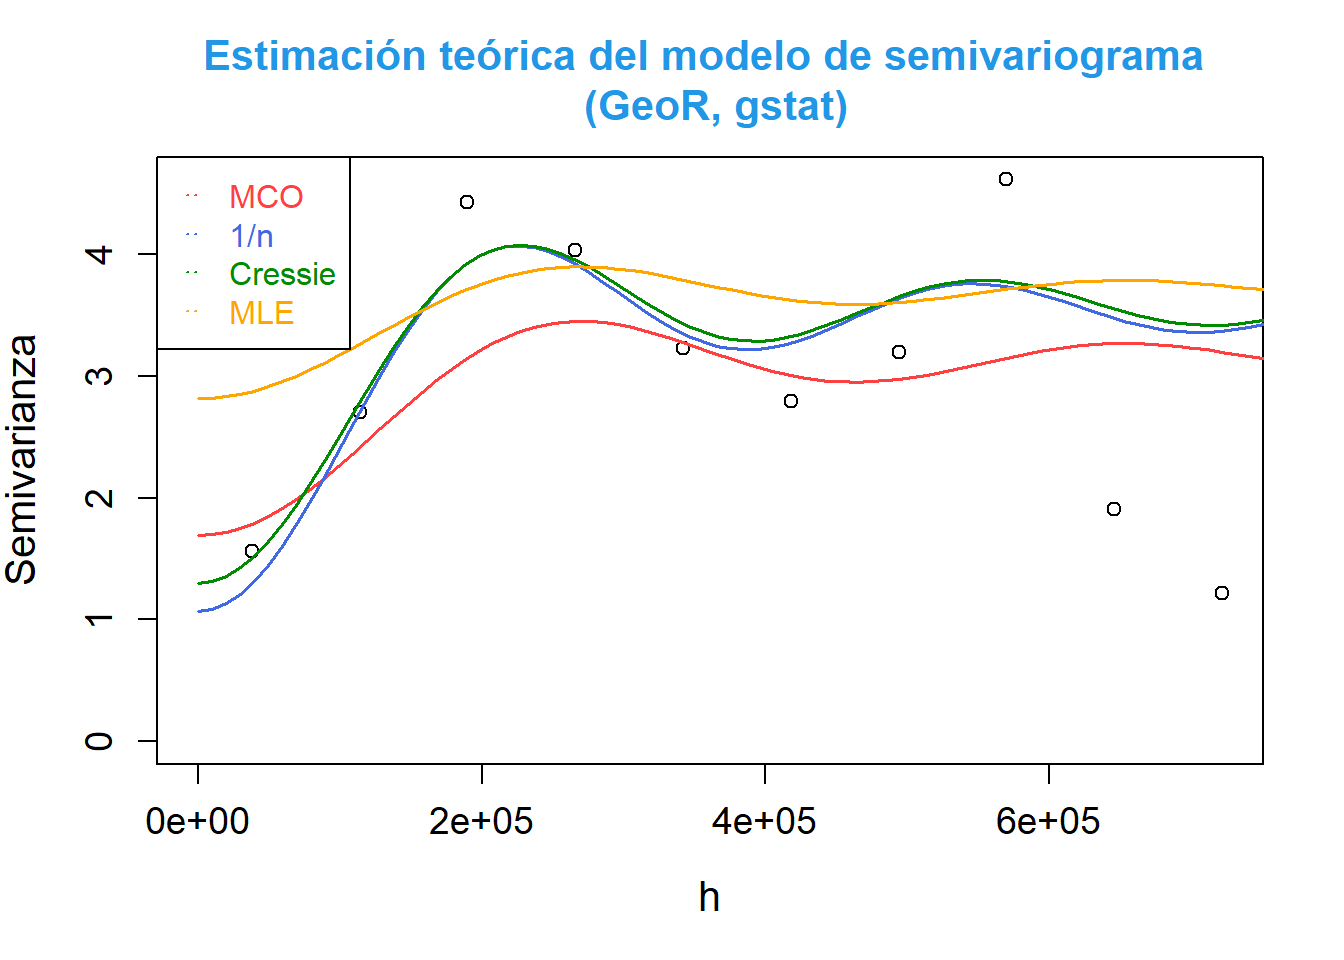 Estimación teórica del modelo de semivariograma
(GeoR, gstat)
MCO
1/n
Cressie
MLE
Semivarianza
4
3
2
1
0
0e+00 2e+05 4e+05 6e+05
h